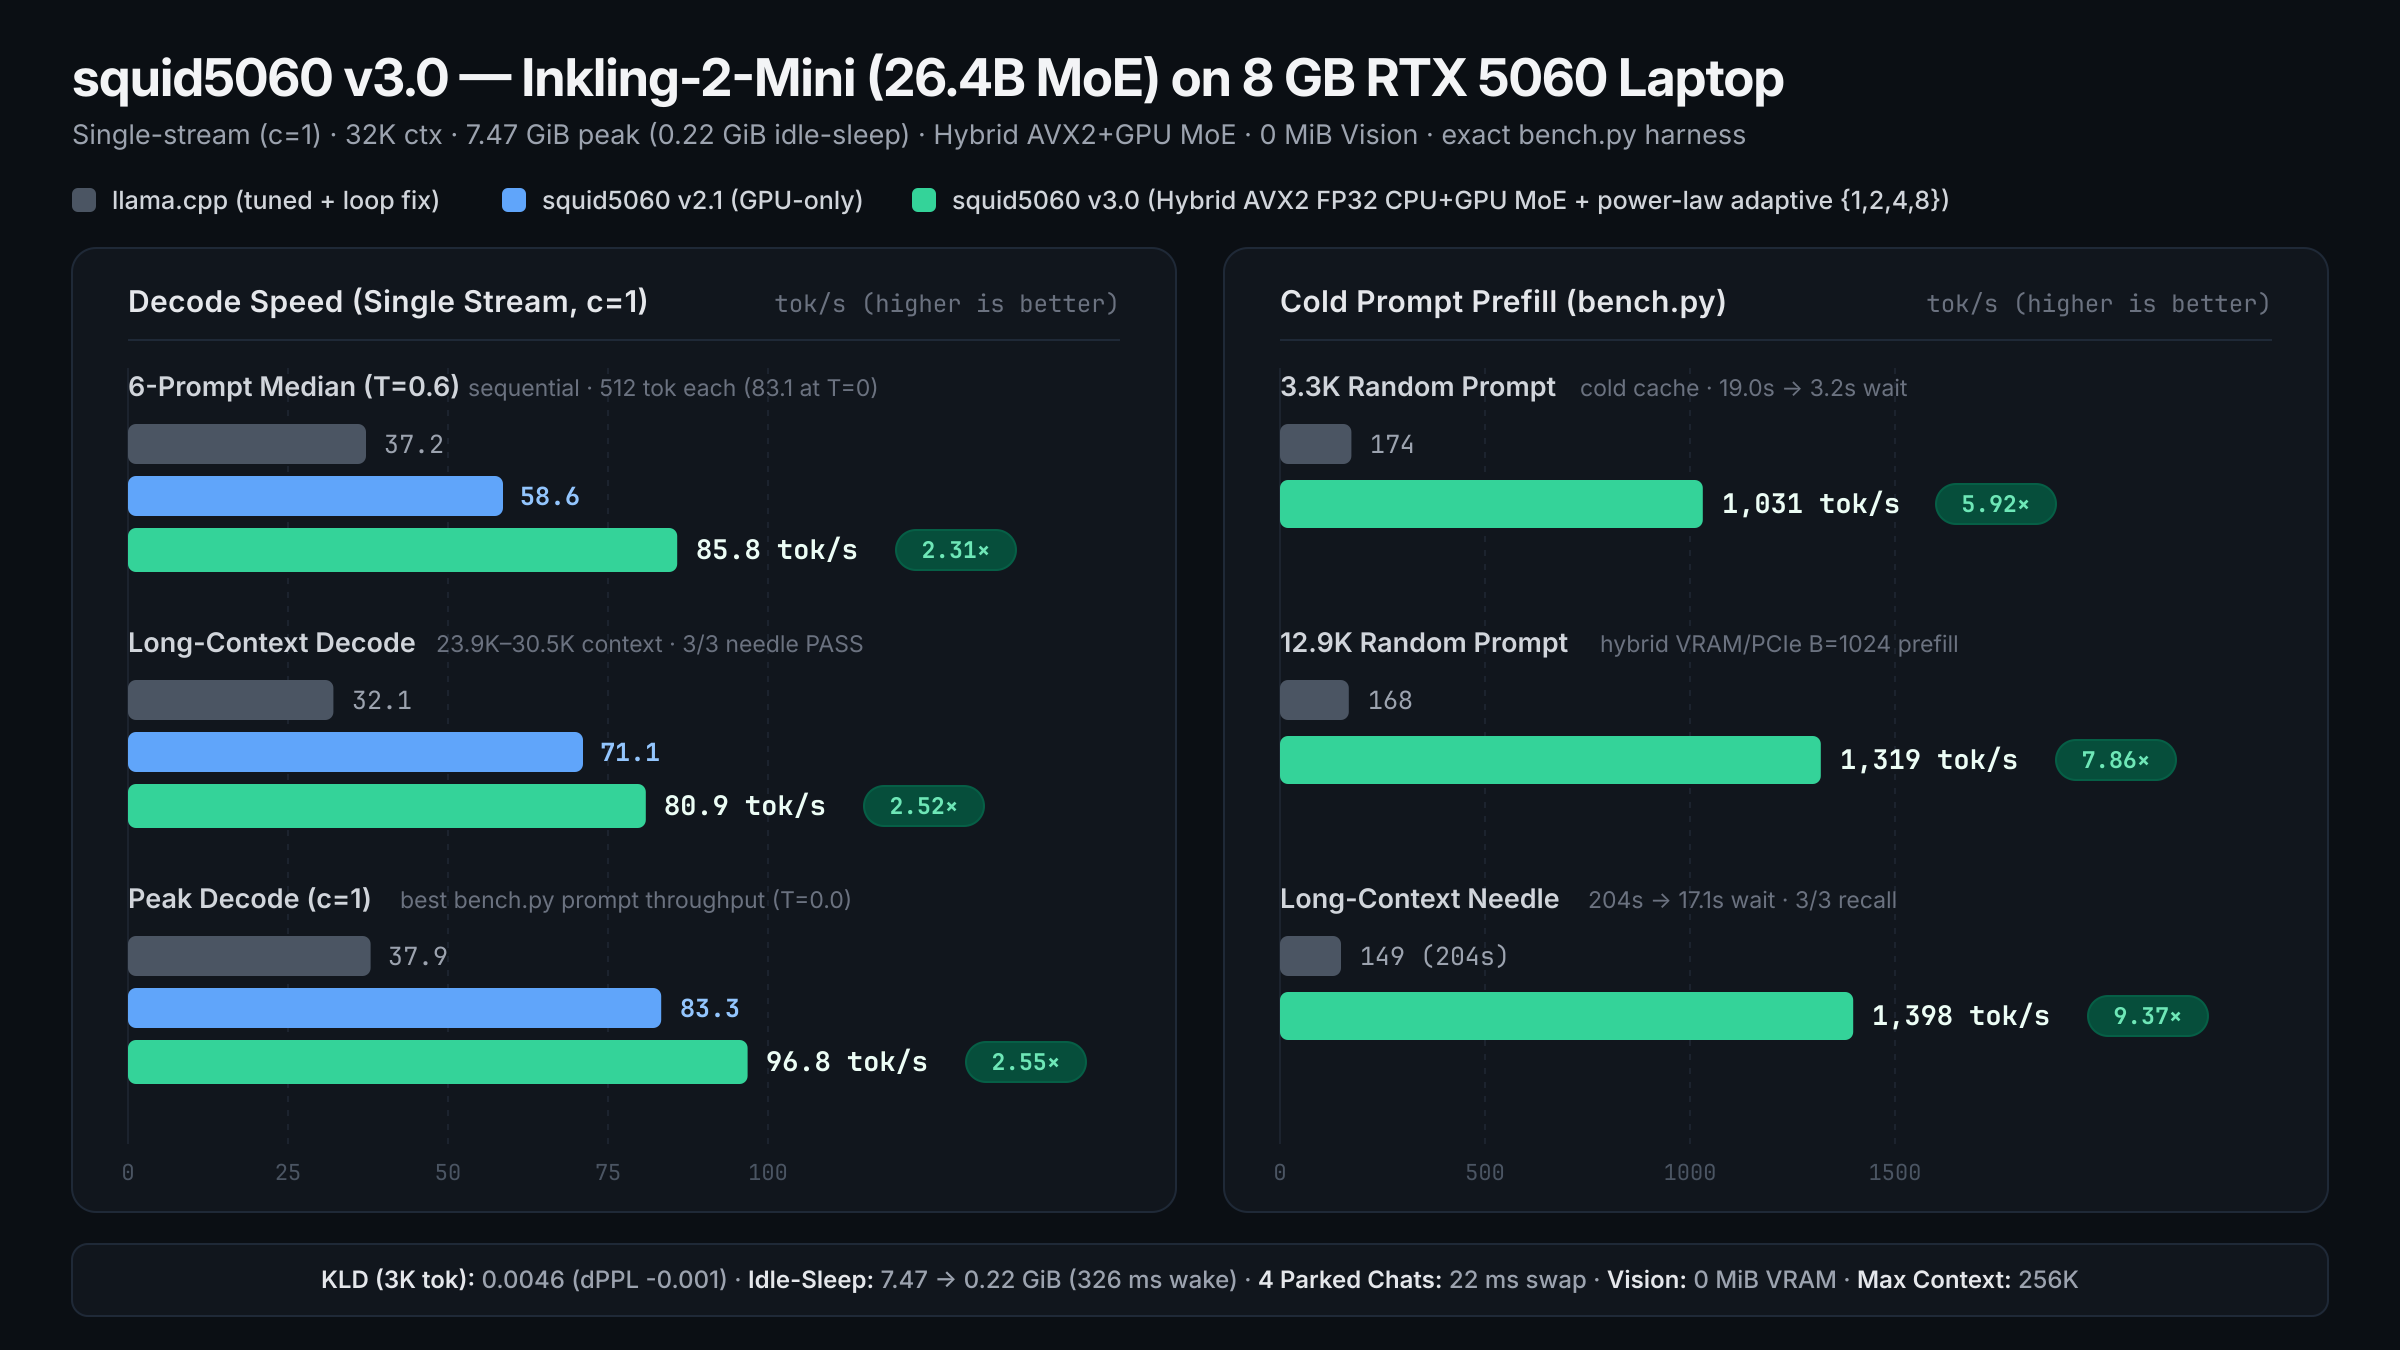 squid5060 v3.0 — Inkling-2-Mini (26.4B MoE) on 8 GB RTX 5060 Laptop
Single-stream (c=1) · 32K ctx · 7.47 GiB peak (0.22 GiB idle-sleep) · Hybrid AVX2+GPU MoE · 0 MiB Vision · exact bench.py harness
llama.cpp (tuned + loop fix)
squid5060 v2.1 (GPU-only)
squid5060 v3.0 (Hybrid AVX2 FP32 CPU+GPU MoE + power-law adaptive {1,2,4,8})
Decode Speed (Single Stream, c=1)
tok/s (higher is better)
6-Prompt Median (T=0.6) sequential · 512 tok each (83.1 at T=0)
37.2
58.6
85.8 tok/s 2.31×
Long-Context Decode 23.9K–30.5K context · 3/3 needle PASS
32.1
71.1
80.9 tok/s 2.52×
Peak Decode (c=1) best bench.py prompt throughput (T=0.0)
37.9
83.3
96.8 tok/s 2.55×
0 25 50 75 100
Cold Prompt Prefill (bench.py)
tok/s (higher is better)
3.3K Random Prompt cold cache · 19.0s → 3.2s wait
174
1,031 tok/s 5.92×
12.9K Random Prompt hybrid VRAM/PCIe B=1024 prefill
168
1,319 tok/s 7.86×
Long-Context Needle 204s → 17.1s wait · 3/3 recall
149 (204s)
1,398 tok/s 9.37×
0 500 1000 1500
KLD (3K tok): 0.0046 (dPPL -0.001) · Idle-Sleep: 7.47 → 0.22 GiB (326 ms wake) · 4 Parked Chats: 22 ms swap · Vision: 0 MiB VRAM · Max Context: 256K